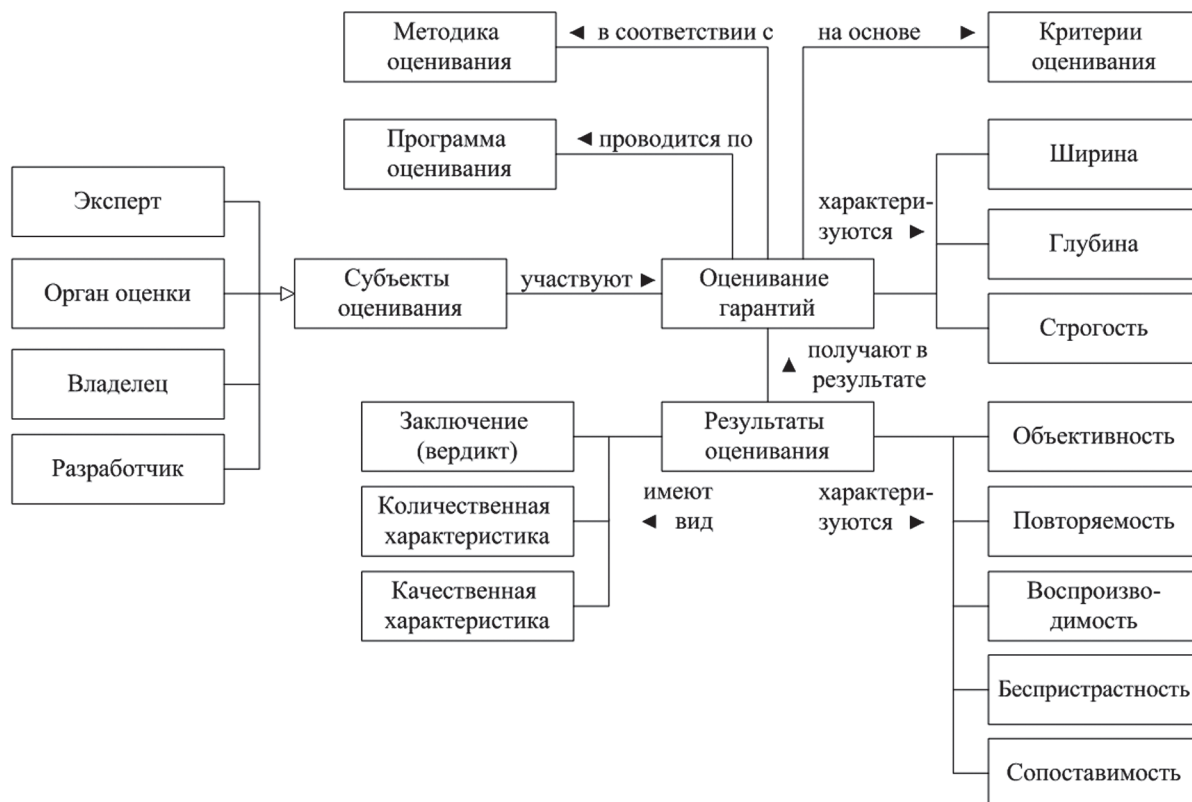 Методика
оценивания
◄ в соответствии с
на основе ►
Критерии
оценивания
Программа
оценивания
◄ проводится по
Ширина
Эксперт
характери-
зуются ►
Глубина
Орган оценки
Субъекты
оценивания
участвуют ►
Оценивание
гарантий
Строгость
Владелец
▲ получают в
результате
Разработчик
Заключение
(вердикт)
Результаты
оценивания
Объективность
Количественная
характеристика
имеют
◄ вид
характери-
зуются ►
Повторяемость
Качественная
характеристика
Воспроизво-
димость
Беспристрастность
Сопоставимость